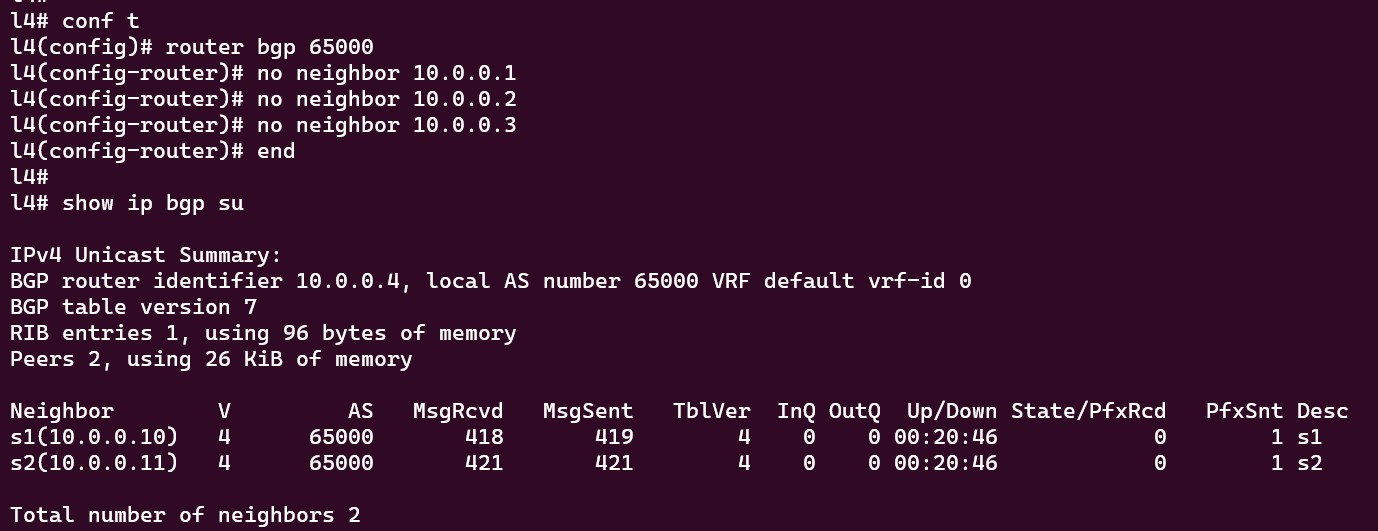 l4# conf t
l4(config)# router bgp 65000
l4(config-router)# no neighbor 10.0.0.1
l4(config-router)# no neighbor 10.0.0.2
l4(config-router)# no neighbor 10.0.0.3
l4(config-router)# end
l4#
l4# show ip bgp su

IPv4 Unicast Summary:
BGP router identifier 10.0.0.4, local AS number 65000 VRF default vrf-id 0
BGP table version 7
RIB entries 1, using 96 bytes of memory
Peers 2, using 26 KiB of memory

Neighbor        V         AS   MsgRcvd   MsgSent   TblVer  InQ OutQ  Up/Down State/PfxRcd   PfxSnt Desc
s1(10.0.0.10)   4      65000       418       419        4    0    0 00:20:46            0        1 s1
s2(10.0.0.11)   4      65000       421       421        4    0    0 00:20:46            0        1 s2

Total number of neighbors 2